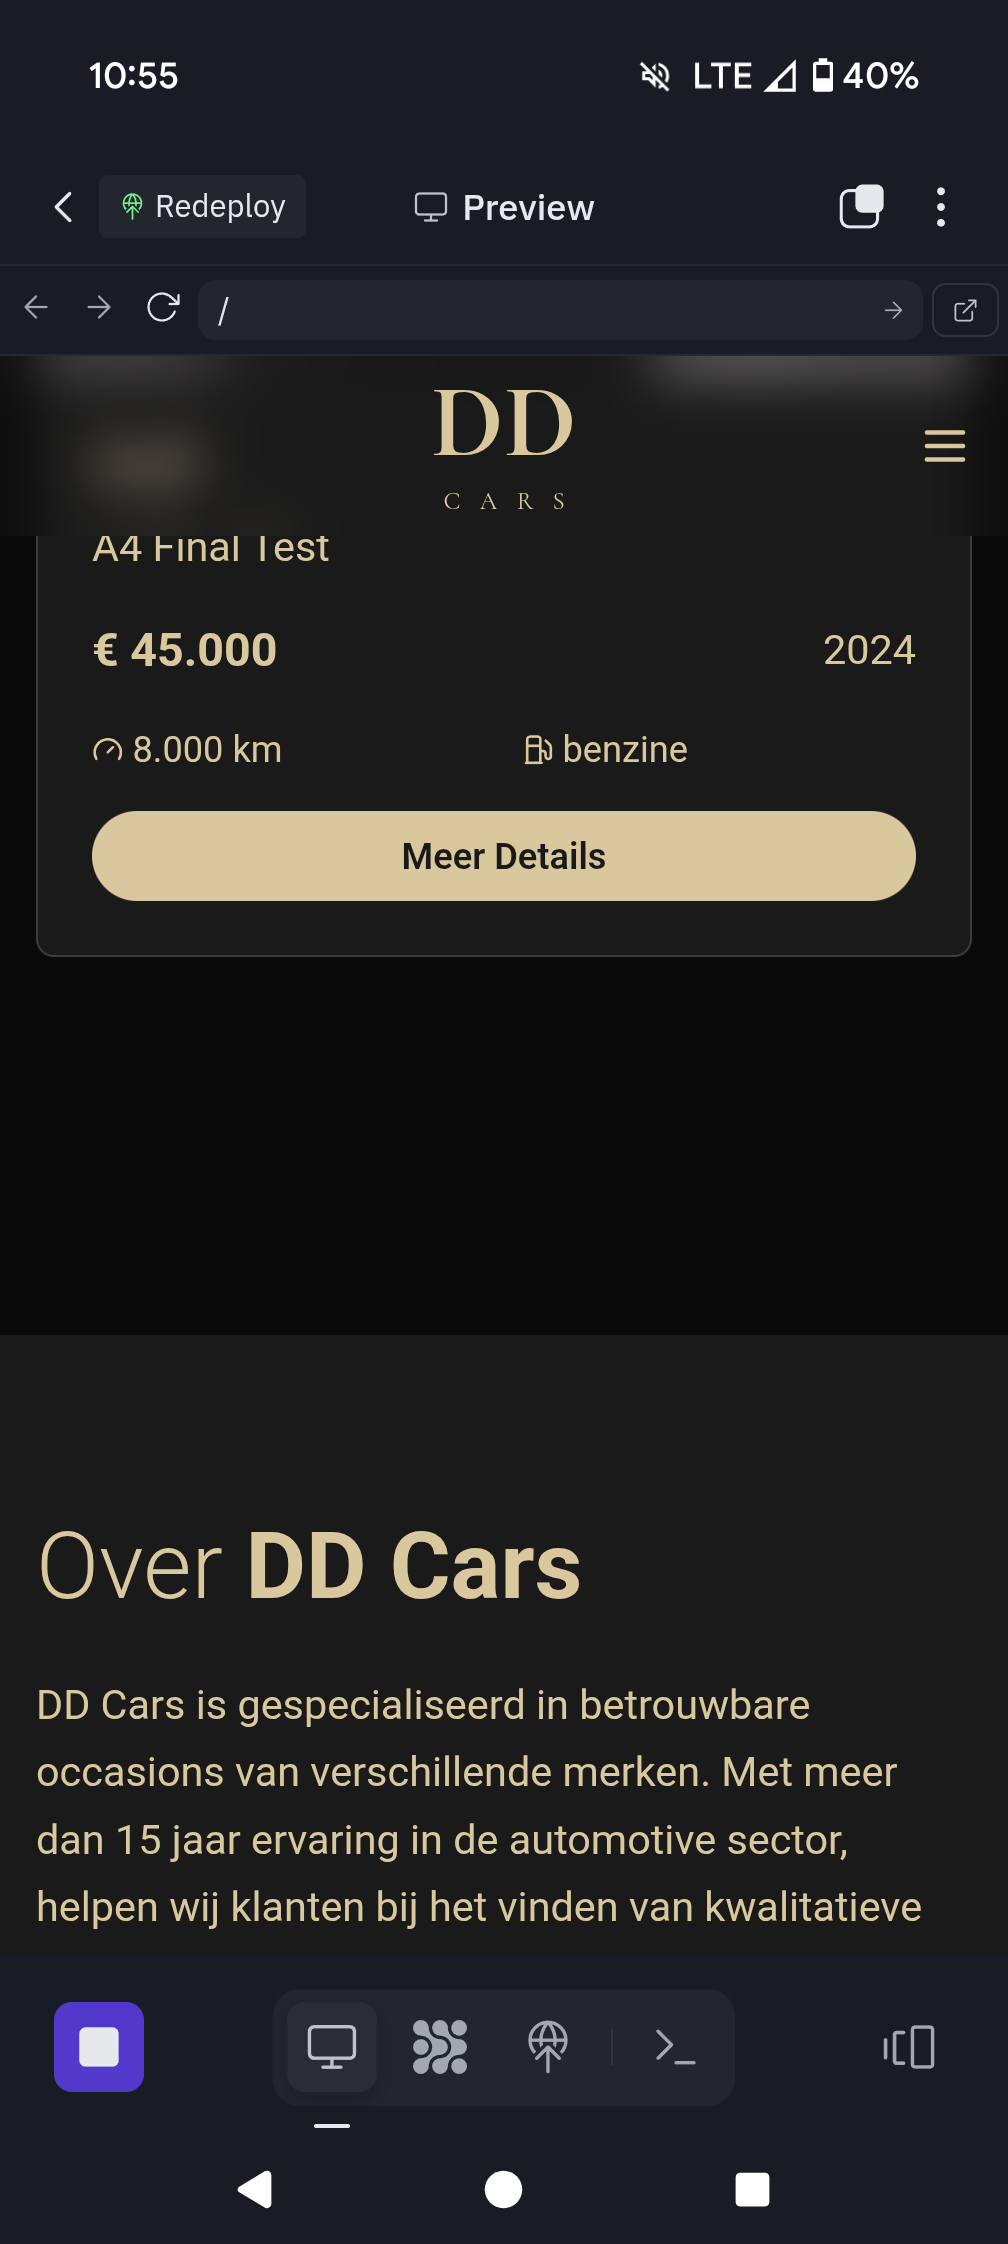 10:55
LTE 40%
Redeploy
Preview
/
DD
CARS
A4 Final Test
€ 45.000
2024
8.000 km
benzine
Meer Details
Over DD Cars
DD Cars is gespecialiseerd in betrouwbare
occasions van verschillende merken. Met meer
dan 15 jaar ervaring in de automotive sector,
helpen wij klanten bij het vinden van kwalitatieve